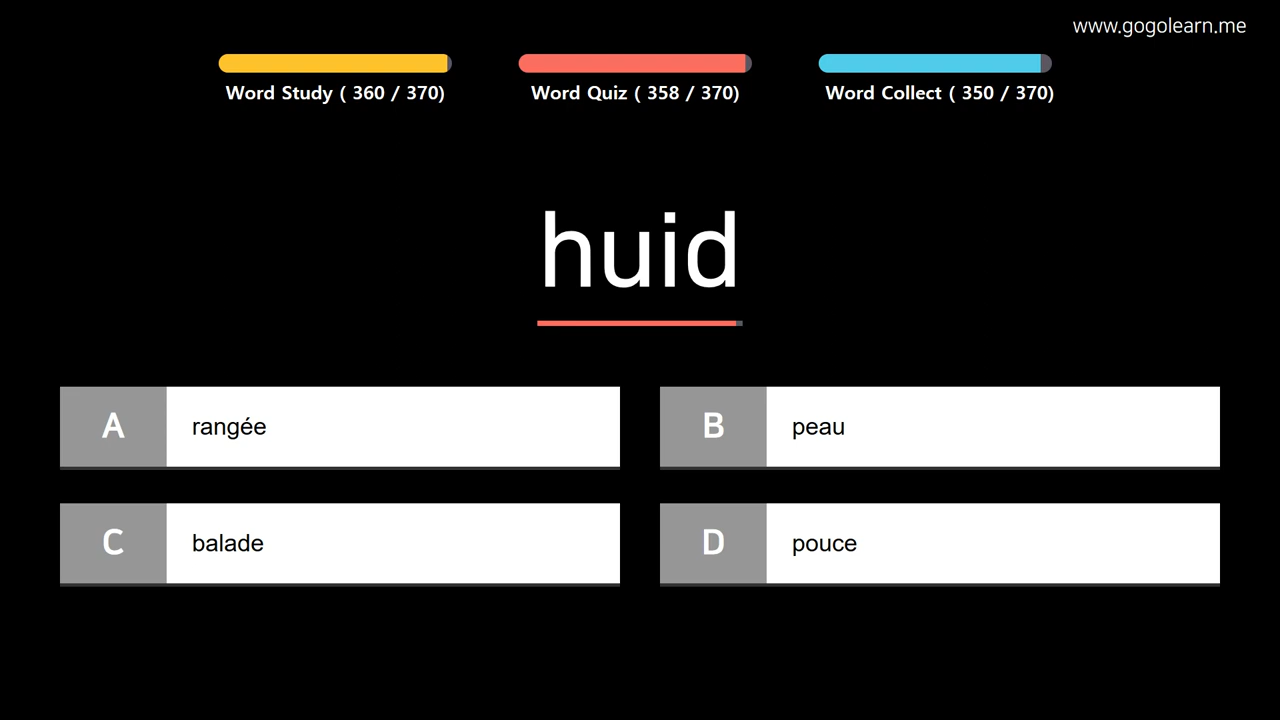 www.gogolearn.me
Word Study ( 360 / 370)
Word Quiz ( 358 / 370)
Word Collect ( 350 / 370)
huid
A rangée
B peau
C balade
D pouce